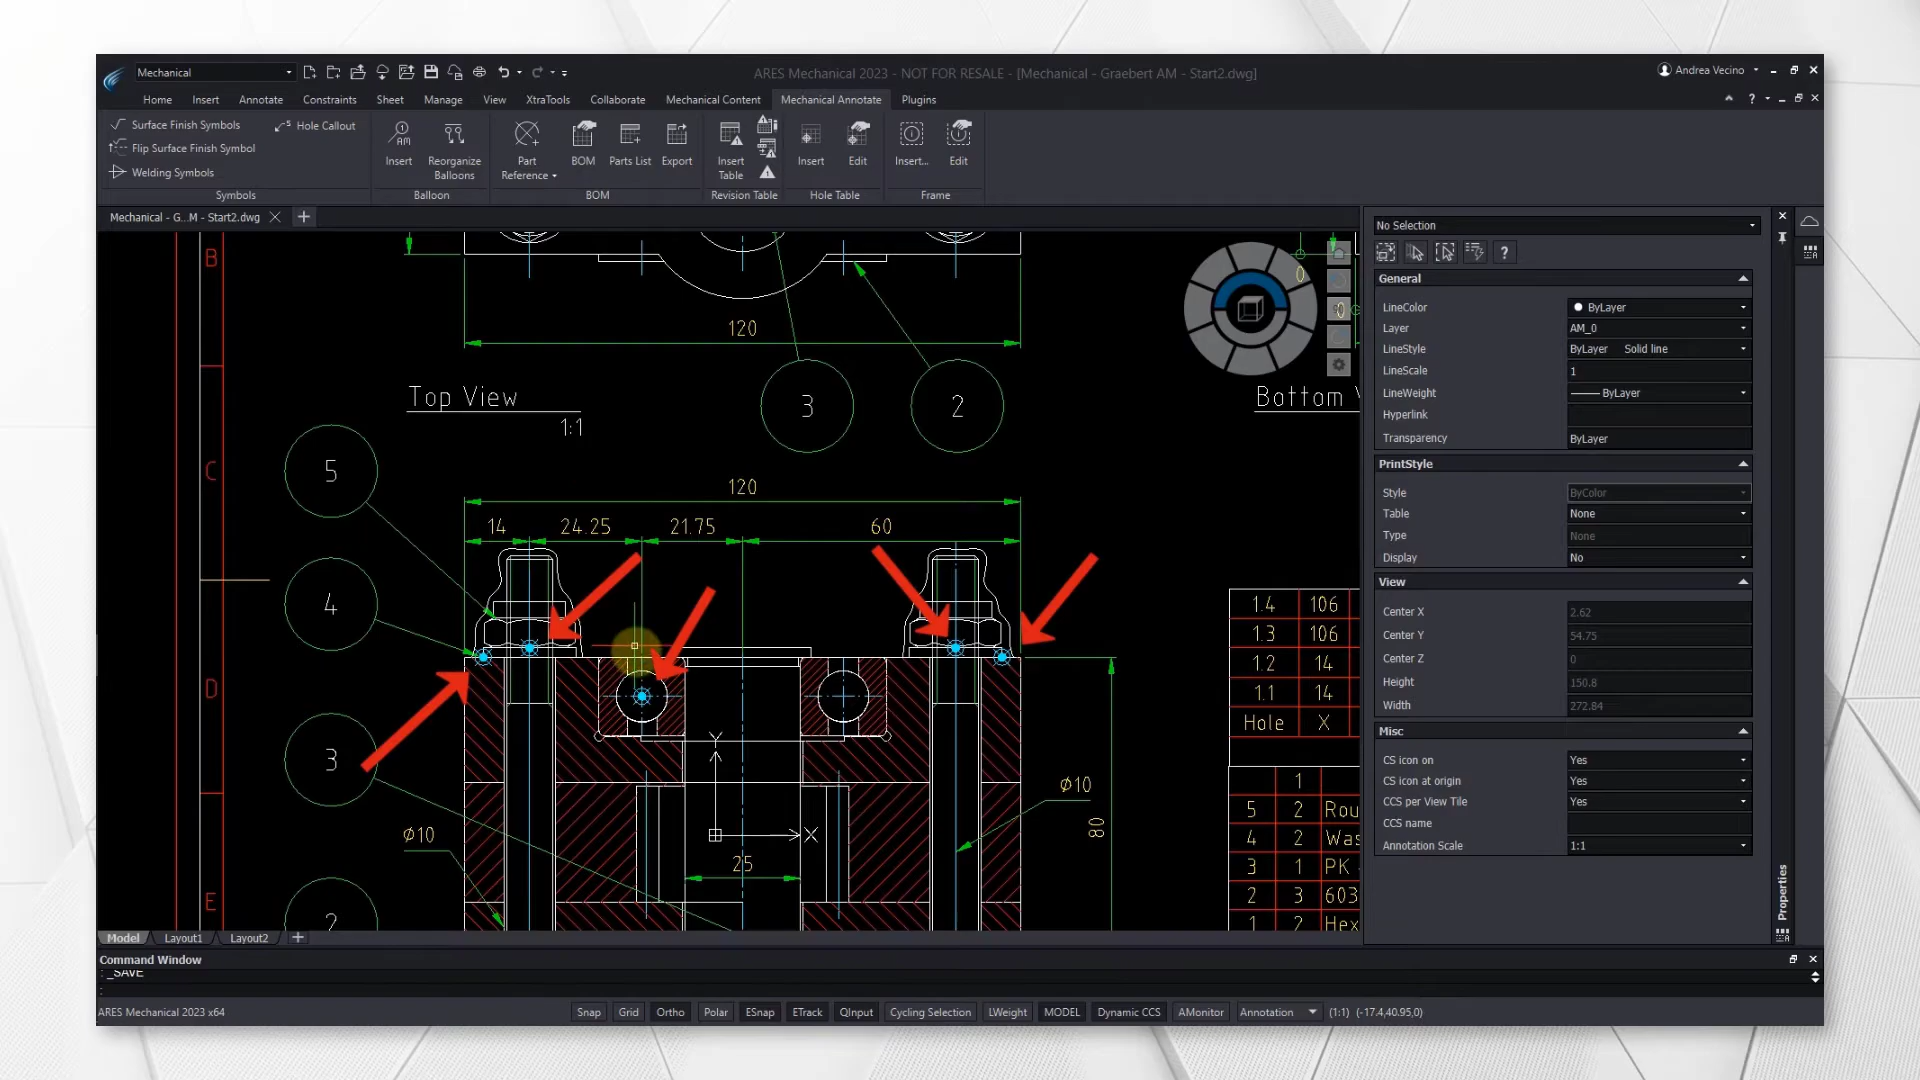 Mechanical
ARES Mechanical 2023 - NOT FOR RESALE - [Mechanical - Graebert AM - Start2.dwg]
Andrea Vecino
Home Insert Annotate Constraints Sheet Manage View XtraTools Collaborate Mechanical Content Mechanical Annotate Plugins
?
Surface Finish Symbols
Hole Callout
Flip Surface Finish Symbol
Welding Symbols
Symbols
Insert
Reorganize
Balloons
Balloon
Part
Reference
BOM
Parts List
Export
BOM
Insert
Table
Revision Table
Insert
Edit
Hole Table
Insert...
Edit
Frame
Mechanical - G...M - Start2.dwg
B
C
D
E
120
Top View
1:1
3
2
Bottom
0
0
5
4
3
2
120
14 24.25 21.75 60
Y
X
25
Ø10
Ø10
80
1.4 106
1.3 106
1.2 14
1.1 14
Hole X
1
5 2 Rou
4 2 Was
3 1 PK
2 3 603
1 2 Hex
No Selection
?
General
LineColor ByLayer
Layer AM_0
LineStyle ByLayer Solid line
LineScale 1
LineWeight ByLayer
Hyperlink
Transparency ByLayer
PrintStyle
Style ByColor
Table None
Type None
Display No
View
Center X 2.62
Center Y 54.75
Center Z 0
Height 150.8
Width 272.84
Misc
CS icon on Yes
CS icon at origin Yes
CCS per View Tile Yes
CCS name
Annotation Scale 1:1
Properties
Model Layout1 Layout2
Command Window
: _SAVE
:
ARES Mechanical 2023 x64
Snap Grid Ortho Polar ESnap ETrack QInput Cycling Selection LWeight MODEL Dynamic CCS AMonitor Annotation (1:1) (-17.4,40.95,0)